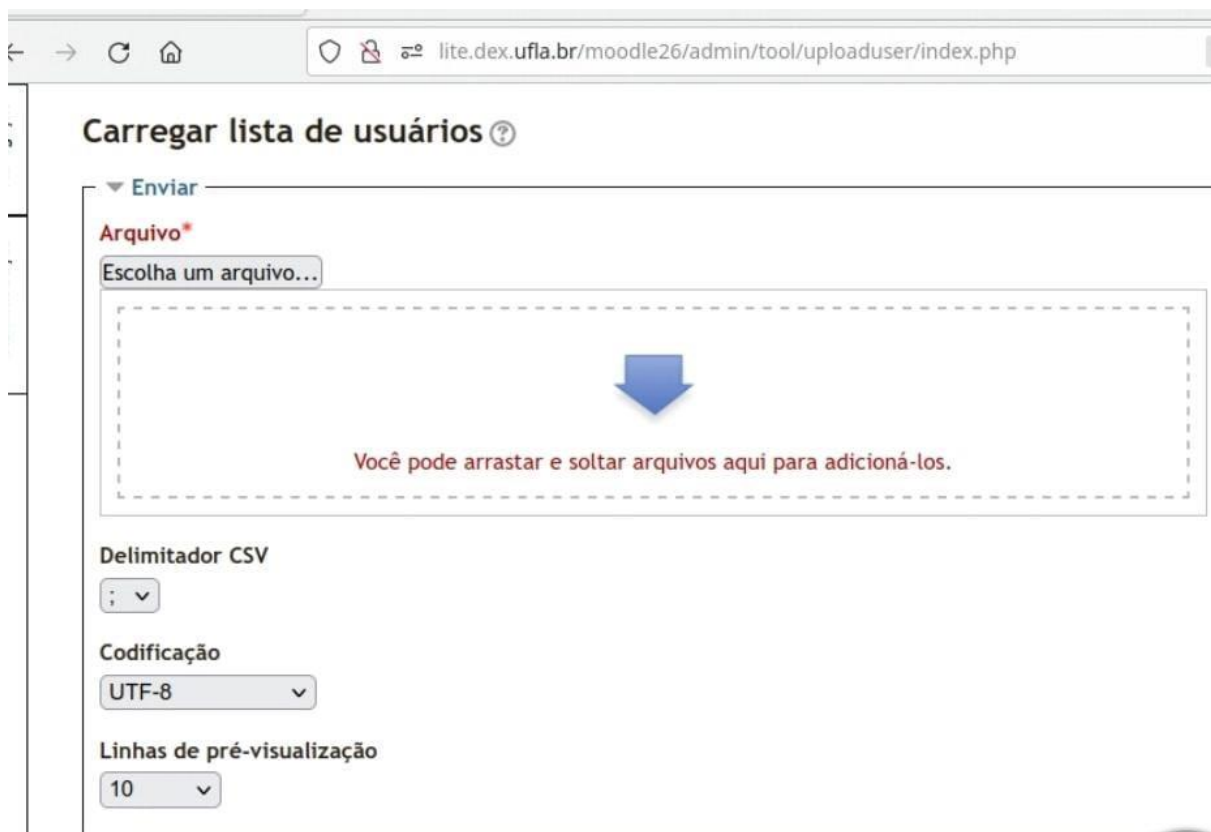 lite.dex.ufla.br/moodle26/admin/tool/uploaduser/index.php
Carregar lista de usuários
Enviar
Arquivo*
Escolha um arquivo...
Você pode arrastar e soltar arquivos aqui para adicioná-los.
Delimitador CSV
;
Codificação
UTF-8
Linhas de pré-visualização
10